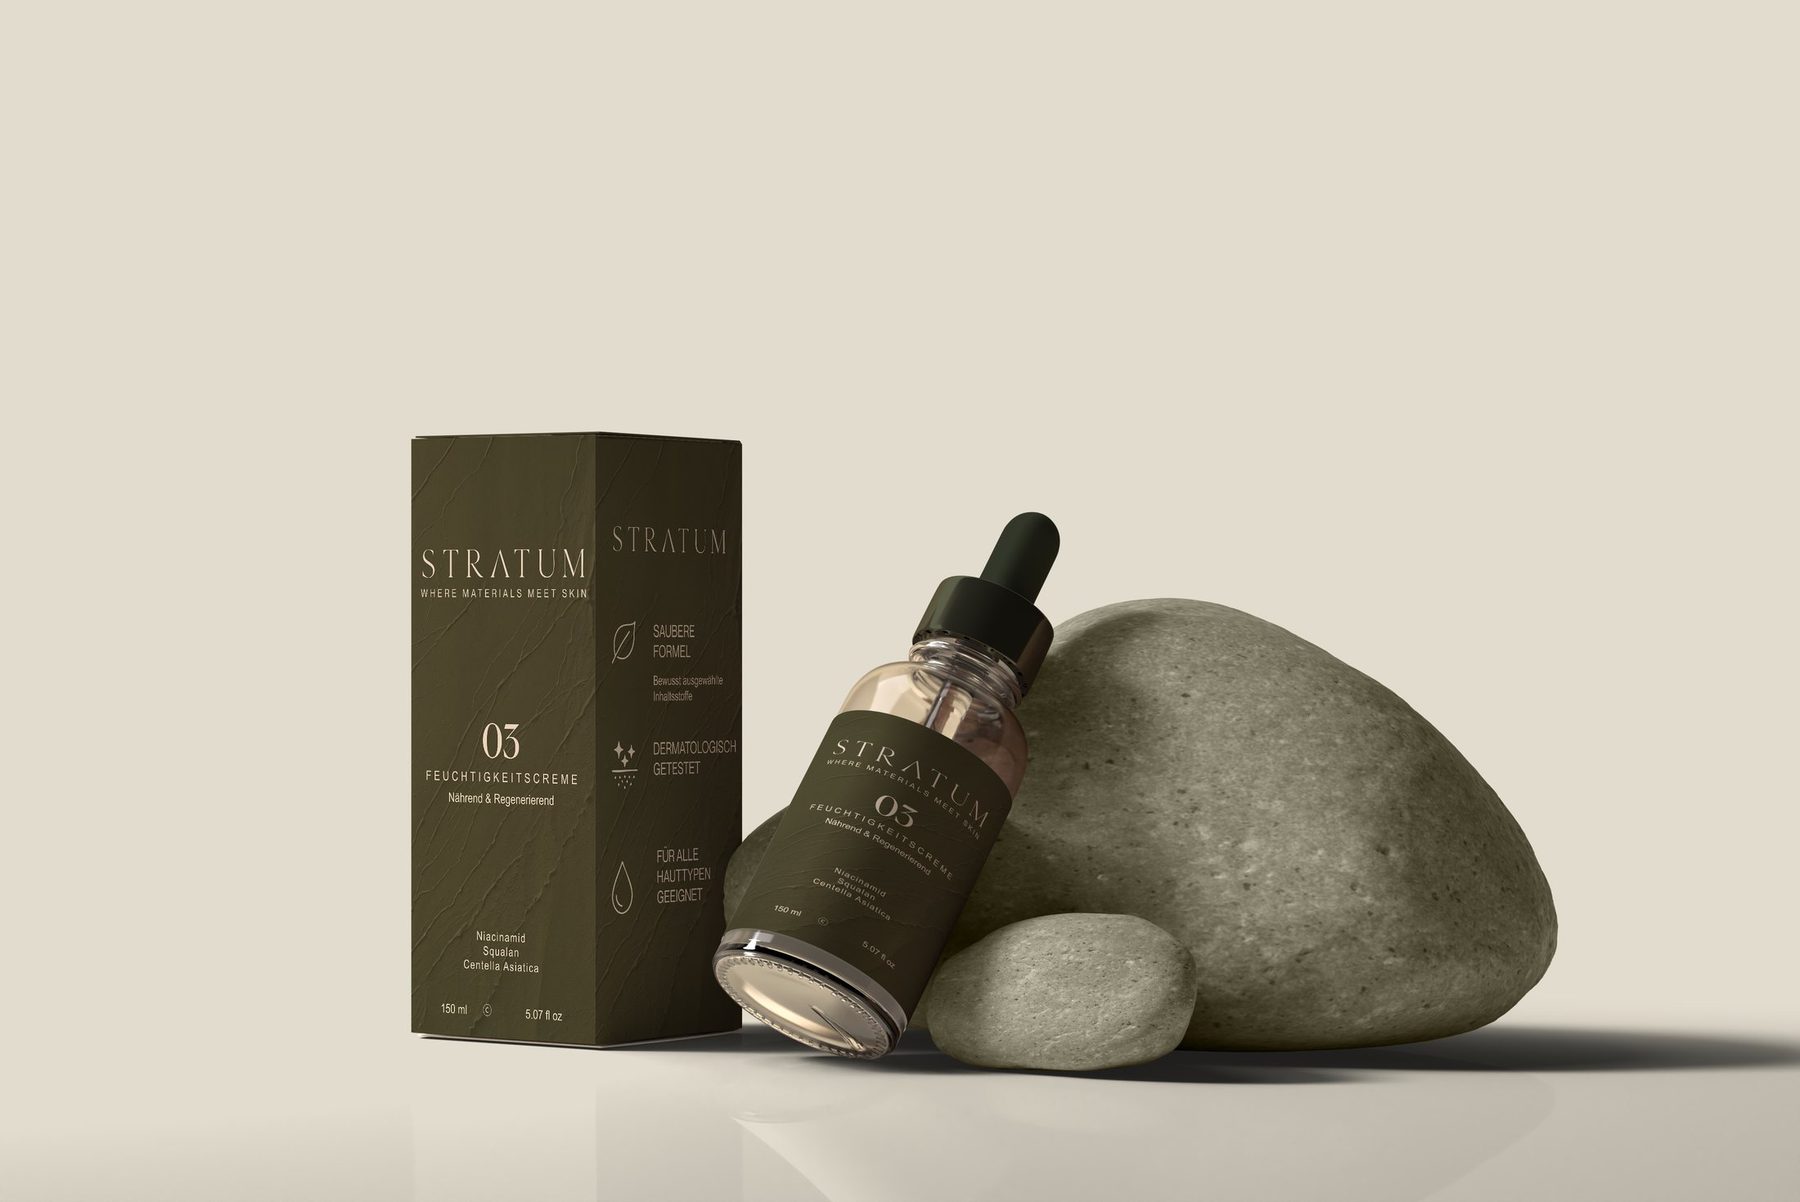 STRATUM
WHERE MATERIALS MEET SKIN
03
FEUCHTIGKEITSCREME
Nährend & Regenerierend
Niacinamid
Squalan
Centella Asiatica
150 ml © 5.07 fl oz
STRATUM
SAUBERE
FORMEL
Bewusst ausgewählte
Inhaltsstoffe
DERMATOLOGISCH
GETESTET
FÜR ALLE
HAUTTYPEN
GEEIGNET
STRATUM
WHERE MATERIALS MEET SKIN
03
FEUCHTIGKEITSCREME
Nährend & Regenerierend
Niacinamid
Squalan
Centella Asiatica
150 ml © 5.07 fl oz